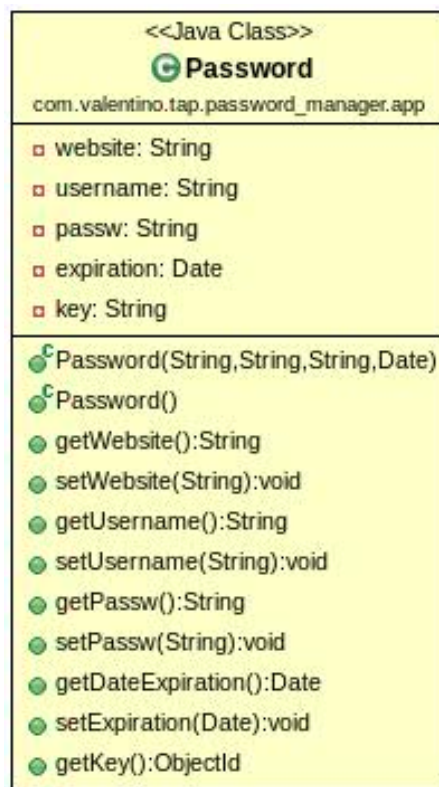 <<Java Class>>
Password
com.valentino.tap.password_manager.app
website: String
username: String
passw: String
expiration: Date
key: String
Password(String,String,String,Date)
Password()
getWebsite():String
setWebsite(String):void
getUsername():String
setUsername(String):void
getPassw():String
setPassw(String):void
getDateExpiration():Date
setExpiration(Date):void
getKey():ObjectId